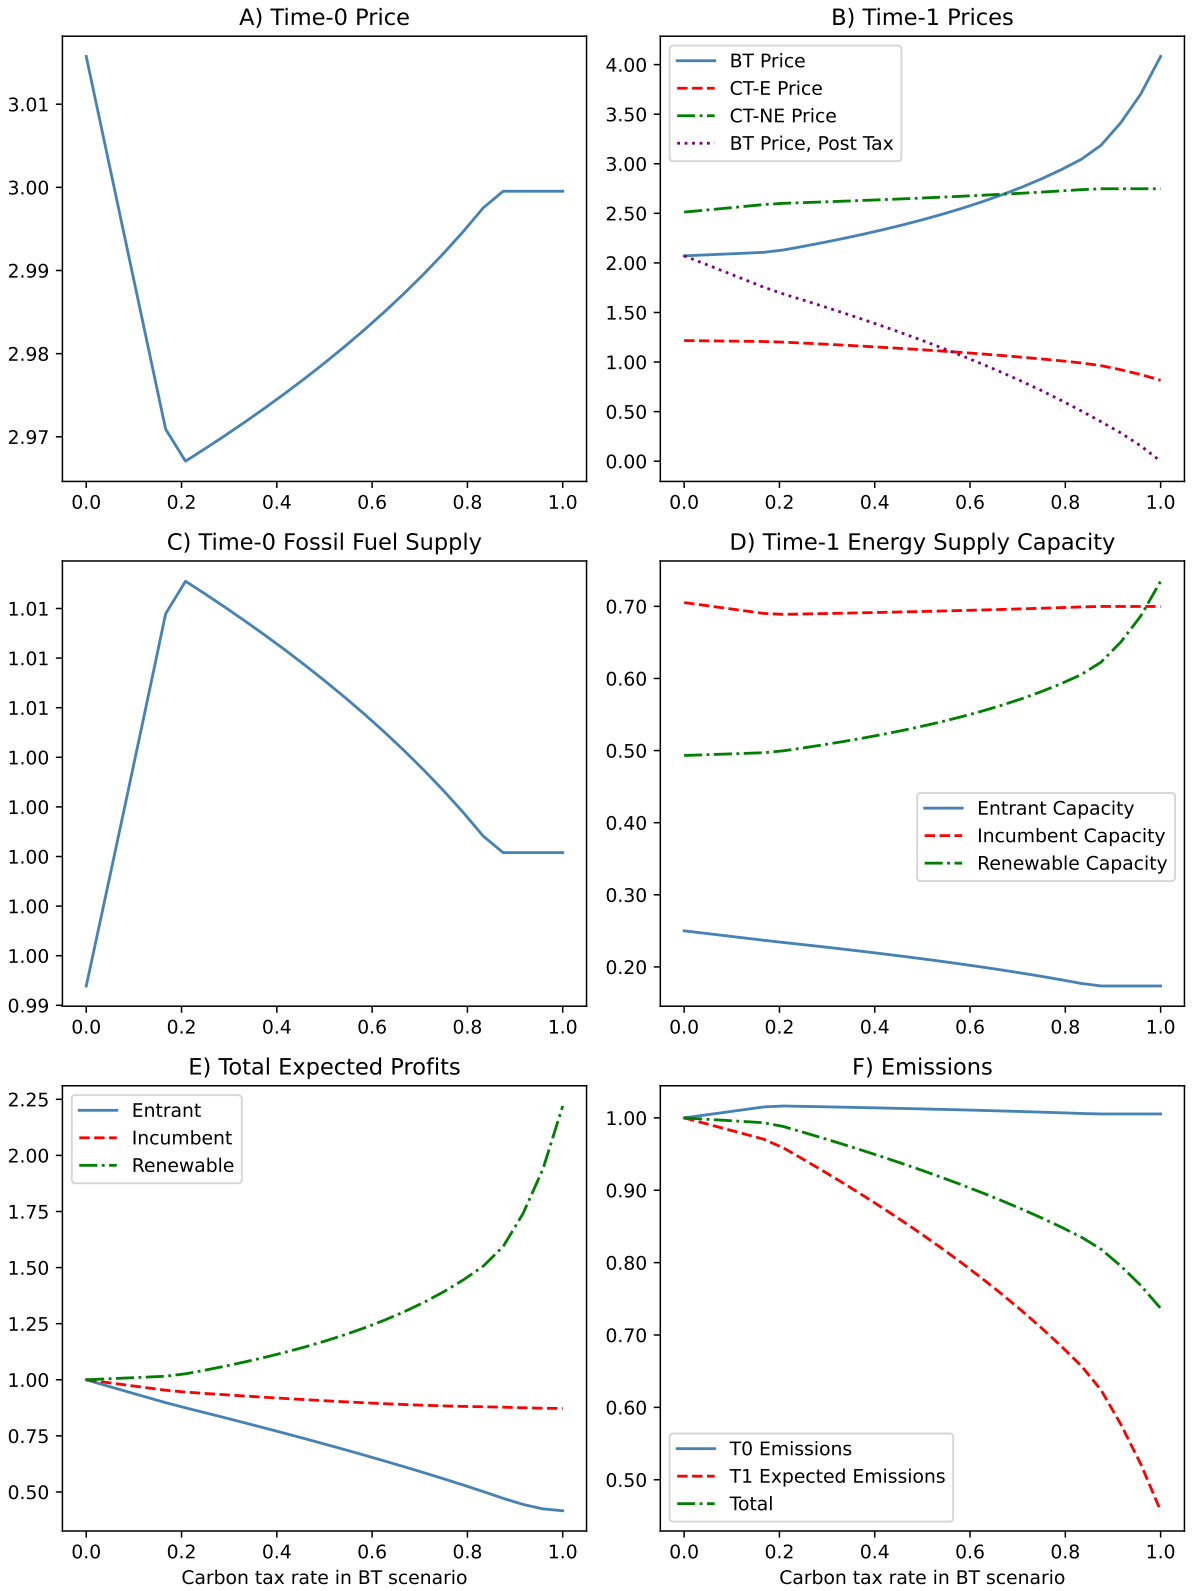 A) Time-0 Price
3.01
3.00
2.99
2.98
2.97
0.0 0.2 0.4 0.6 0.8 1.0
B) Time-1 Prices
BT Price
CT-E Price
CT-NE Price
BT Price, Post Tax
4.00
3.50
3.00
2.50
2.00
1.50
1.00
0.50
0.00
0.0 0.2 0.4 0.6 0.8 1.0
C) Time-0 Fossil Fuel Supply
1.01
1.01
1.01
1.00
1.00
1.00
1.00
1.00
0.99
0.0 0.2 0.4 0.6 0.8 1.0
D) Time-1 Energy Supply Capacity
0.70
0.60
0.50
0.40
0.30
0.20
Entrant Capacity
Incumbent Capacity
Renewable Capacity
0.0 0.2 0.4 0.6 0.8 1.0
E) Total Expected Profits
Entrant
Incumbent
Renewable
2.25
2.00
1.75
1.50
1.25
1.00
0.75
0.50
0.0 0.2 0.4 0.6 0.8 1.0
Carbon tax rate in BT scenario
F) Emissions
1.00
0.90
0.80
0.70
0.60
0.50
T0 Emissions
T1 Expected Emissions
Total
0.0 0.2 0.4 0.6 0.8 1.0
Carbon tax rate in BT scenario